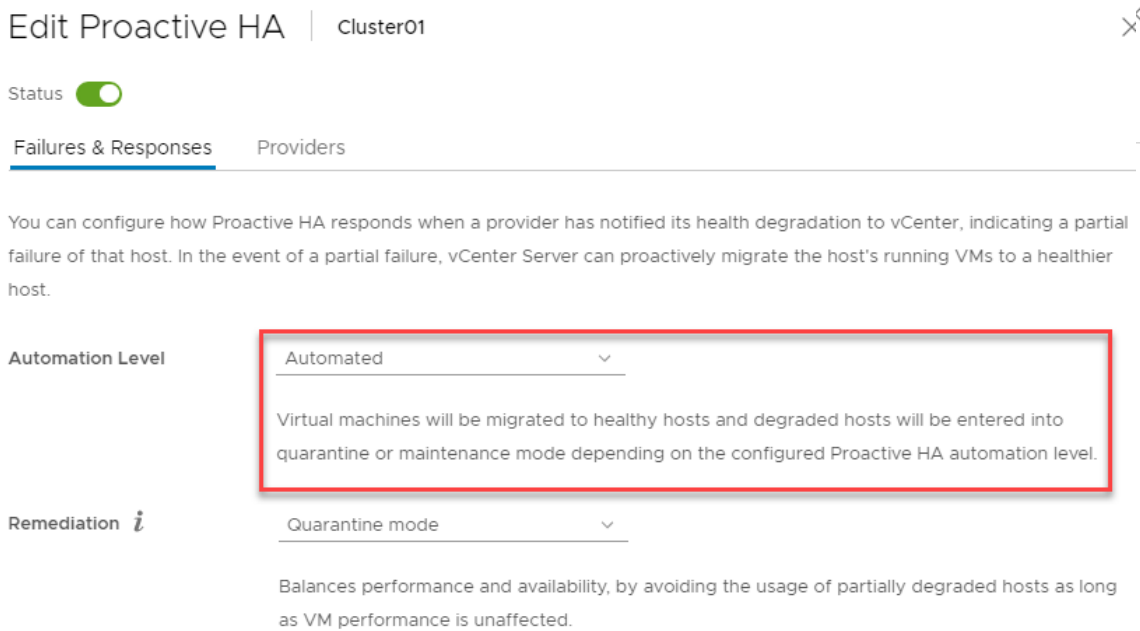 Edit Proactive HA Cluster01
Status
Failures & Responses Providers
You can configure how Proactive HA responds when a provider has notified its health degradation to vCenter, indicating a partial
failure of that host. In the event of a partial failure, vCenter Server can proactively migrate the host's running VMs to a healthier
host.
Automation Level Automated
Virtual machines will be migrated to healthy hosts and degraded hosts will be entered into
quarantine or maintenance mode depending on the configured Proactive HA automation level.
Remediation i Quarantine mode
Balances performance and availability, by avoiding the usage of partially degraded hosts as long
as VM performance is unaffected.